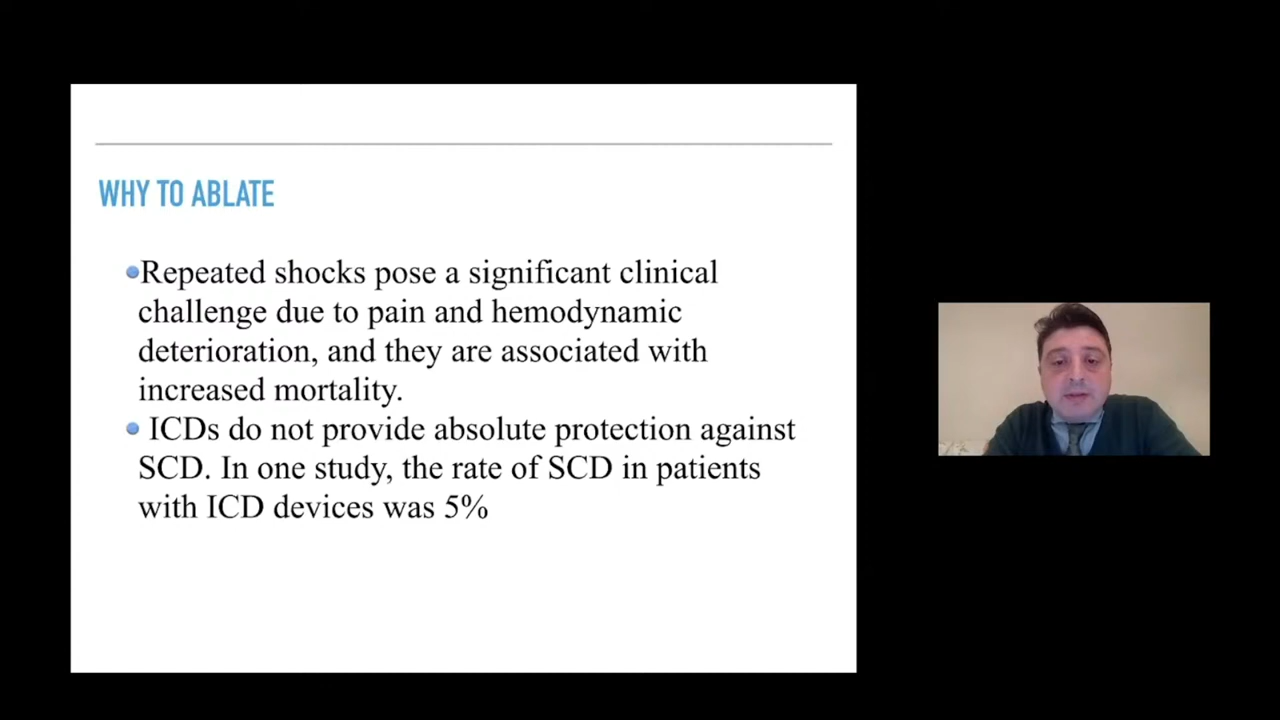 WHY TO ABLATE
Repeated shocks pose a significant clinical
challenge due to pain and hemodynamic
deterioration, and they are associated with
increased mortality.
ICDs do not provide absolute protection against
SCD. In one study, the rate of SCD in patients
with ICD devices was 5%